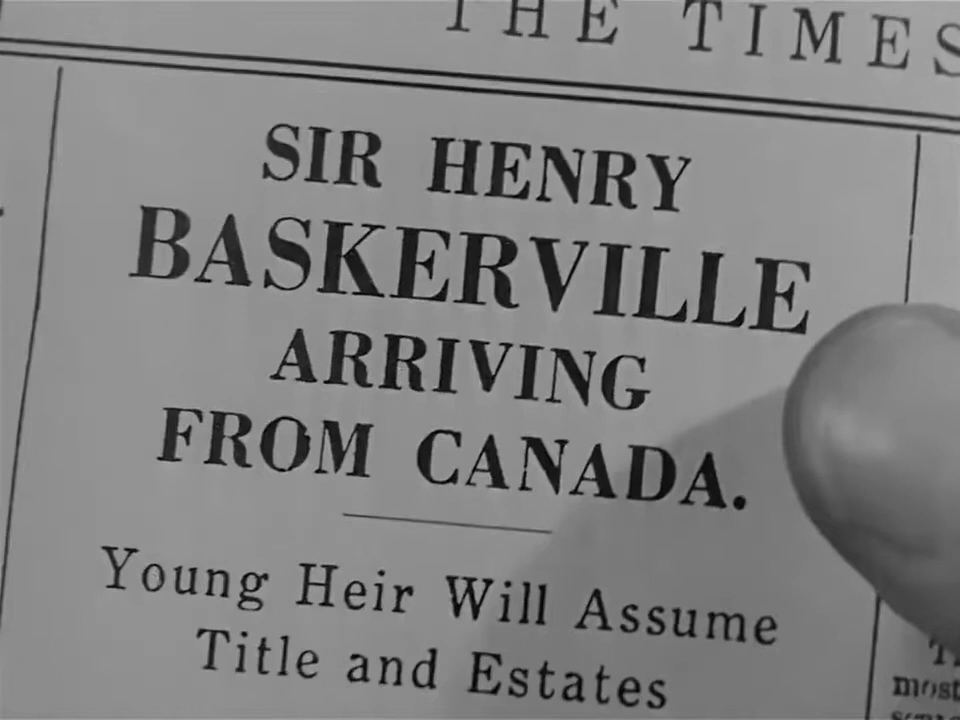 THE TIMES
SIR HENRY
BASKERVILLE
ARRIVING
FROM CANADA.
Young Heir Will Assume
Title and Estates
most